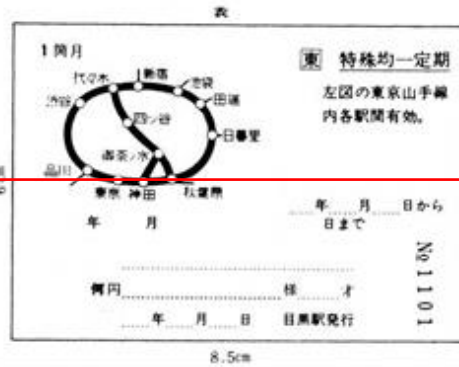 表
1箇月
東 特殊均一定期
代々木 新宿 池袋
渋谷 田端
左図の東京山手線
内各駅間有効。
四ツ谷
日暮里
御茶ノ水
品川
東京 神田 秋葉原
年 月
年 月 日から
日まで
何円 様 才
年 月 日 目黒駅発行
№1101
8.5cm